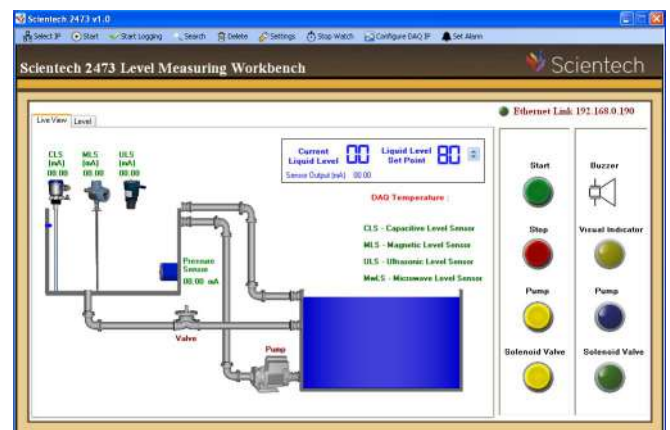 Scientech 2473 v1.0
Select IP Start Start Logging Search Delete Settings Stop Watch Configure DAQ IP Set Alarm
Scientech 2473 Level Measuring Workbench
Scientech
Ethernet Link 192.168.0.190
Live View Level
CLS (mA) 00.00
MLS (mA) 00.00
ULS (mA) 00.00
Current Liquid Level 00
Liquid Level Set Point 80
Sensor Output (mA) 00.00
DAQ Temperature :
CLS - Capacitive Level Sensor
MLS - Magnetic Level Sensor
ULS - Ultrasonic Level Sensor
MwLS - Microwave Level Sensor
Pressure Sensor 00.00 mA
Valve
Pump
Start
Buzzer
Stop
Visual Indicator
Pump
Pump
Solenoid Valve
Solenoid Valve